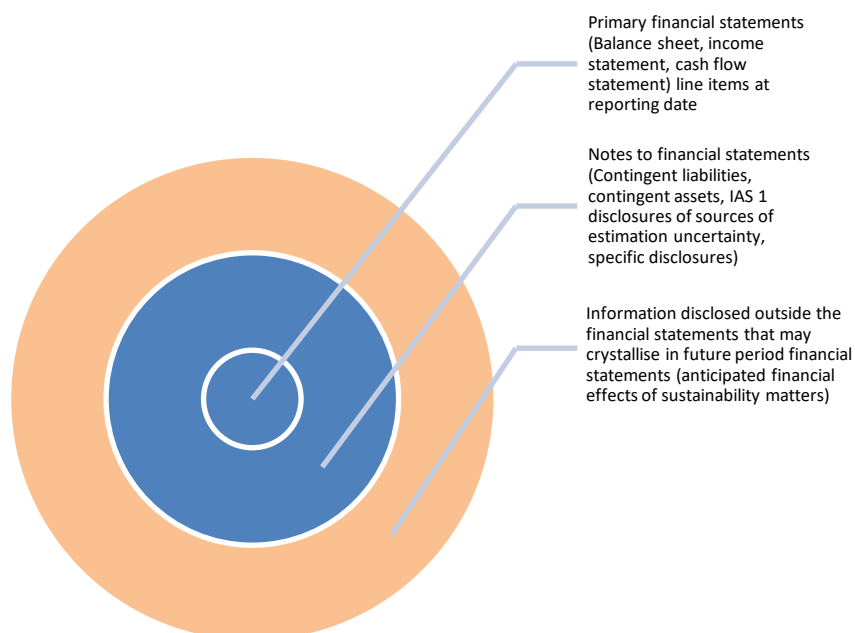 Primary financial statements
(Balance sheet, income
statement, cash flow
statement) line items at
reporting date
Notes to financial statements
(Contingent liabilities,
contingent assets, IAS 1
disclosures of sources of
estimation uncertainty,
specific disclosures)
Information disclosed outside the
financial statements that may
crystallise in future period financial
statements (anticipated financial
effects of sustainability matters)